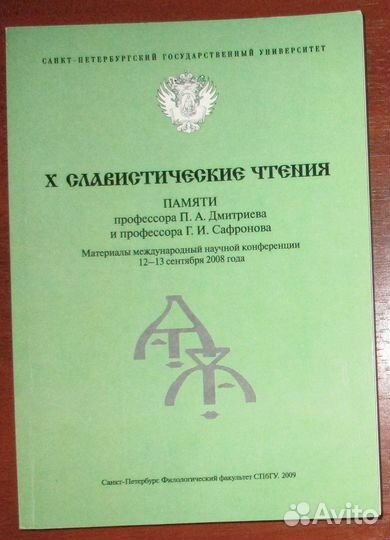 САНКТ-ПЕТЕРБУРГСКИЙ ГОСУДАРСТВЕННЫЙ УНИВЕРСИТЕТ
X СЛАВИСТИЧЕСКИЕ ЧТЕНИЯ
ПАМЯТИ
профессора П. А. Дмитриева
и профессора Г. И. Сафронова
Материалы международный научной конференции
12–13 сентября 2008 года
Санкт-Петербург Филологический факультет СПбГУ. 2009
Avito